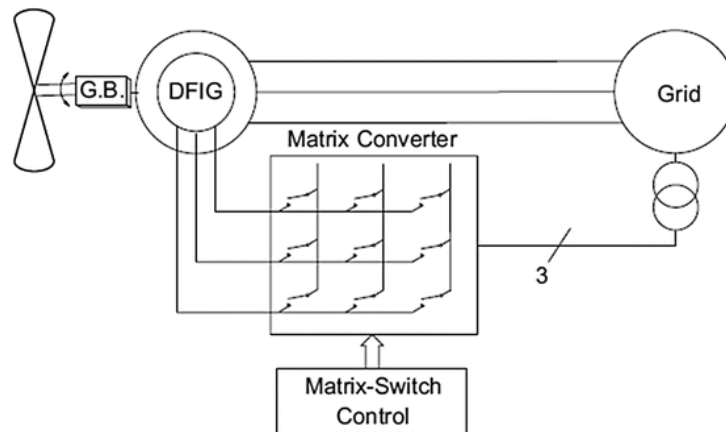 G.B.
DFIG
Grid
Matrix Converter
3
Matrix-Switch
Control